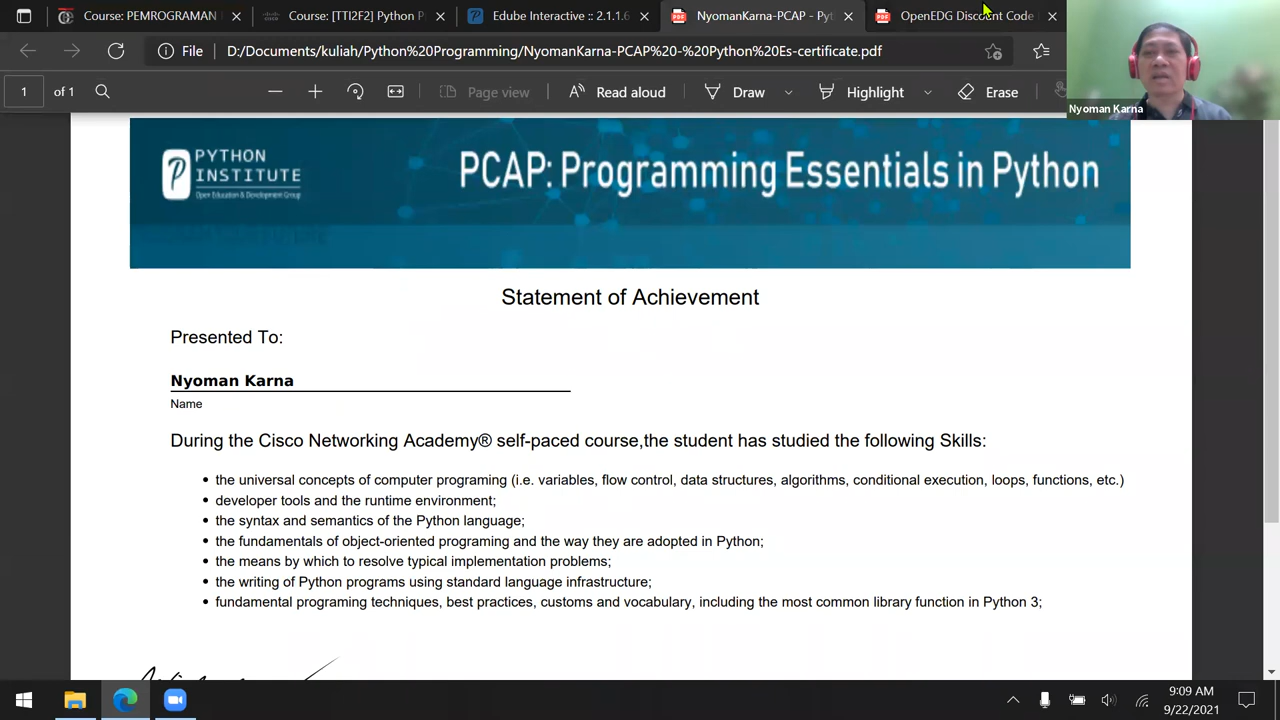 Course: PEMROGRAMAN
Course: [TTI2F2] Python P
Edube Interactive :: 2.1.1.6
NyomanKarna-PCAP - Pyt
OpenEDG Discount Code
File
D:/Documents/kuliah/Python%20Programming/NyomanKarna-PCAP%20-%20Python%20Es-certificate.pdf
1
of 1
Page view
Read aloud
Draw
Highlight
Erase
Nyoman Karna
PYTHON
INSTITUTE
Open Education & Development Group
PCAP: Programming Essentials in Python
Statement of Achievement
Presented To:
Nyoman Karna
Name
During the Cisco Networking Academy® self-paced course,the student has studied the following Skills:
• the universal concepts of computer programing (i.e. variables, flow control, data structures, algorithms, conditional execution, loops, functions, etc.)
• developer tools and the runtime environment;
• the syntax and semantics of the Python language;
• the fundamentals of object-oriented programing and the way they are adopted in Python;
• the means by which to resolve typical implementation problems;
• the writing of Python programs using standard language infrastructure;
• fundamental programing techniques, best practices, customs and vocabulary, including the most common library function in Python 3;
9:09 AM
9/22/2021